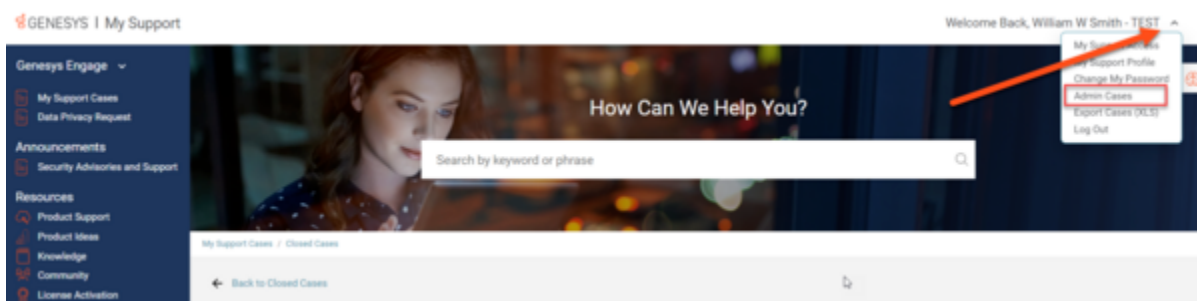 GENESYS | My Support
Welcome Back, William W Smith - TEST
Genesys Engage
My Support Cases
Data Privacy Request
Announcements
Security Advisories and Support
Resources
Product Support
Product Ideas
Knowledge
Community
License Activation
How Can We Help You?
Search by keyword or phrase
My Support
My Support Profile
Change My Password
Admin Cases
Export Cases (XLS)
Log Out
My Support Cases / Closed Cases
Back to Closed Cases